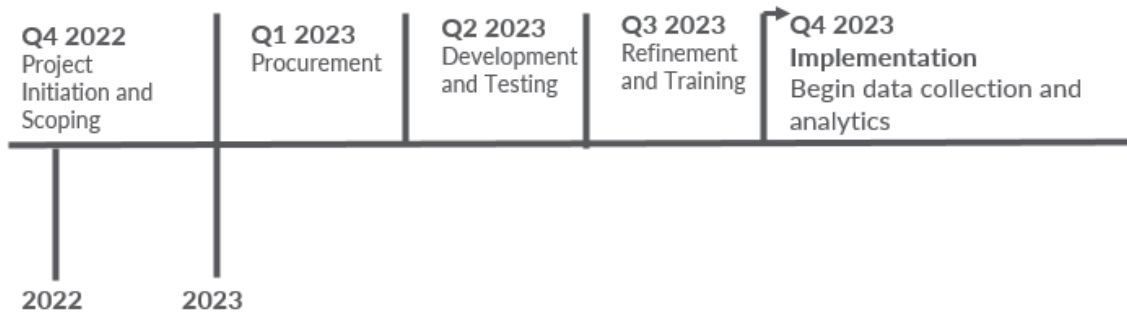 Q4 2022
Project
Initiation and
Scoping
Q1 2023
Procurement
Q2 2023
Development
and Testing
Q3 2023
Refinement
and Training
Q4 2023
Implementation
Begin data collection and
analytics
2022
2023